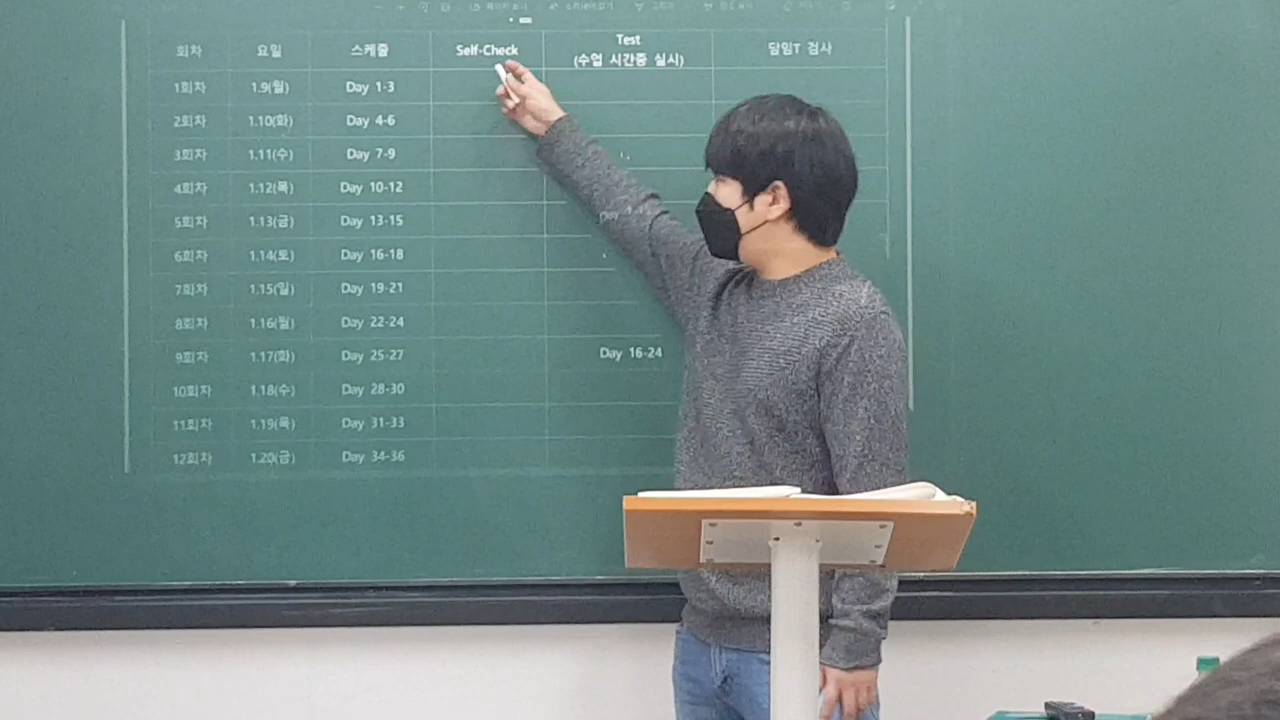 회차 요일 스케줄 Self-Check Test (수업 시간중 실시) 담임T 검사
1회차 1.9(월) Day 1-3
2회차 1.10(화) Day 4-6
3회차 1.11(수) Day 7-9
4회차 1.12(목) Day 10-12
5회차 1.13(금) Day 13-15
6회차 1.14(토) Day 16-18
7회차 1.15(일) Day 19-21
8회차 1.16(월) Day 22-24
9회차 1.17(화) Day 25-27 Day 16-24
10회차 1.18(수) Day 28-30
11회차 1.19(목) Day 31-33
12회차 1.20(금) Day 34-36